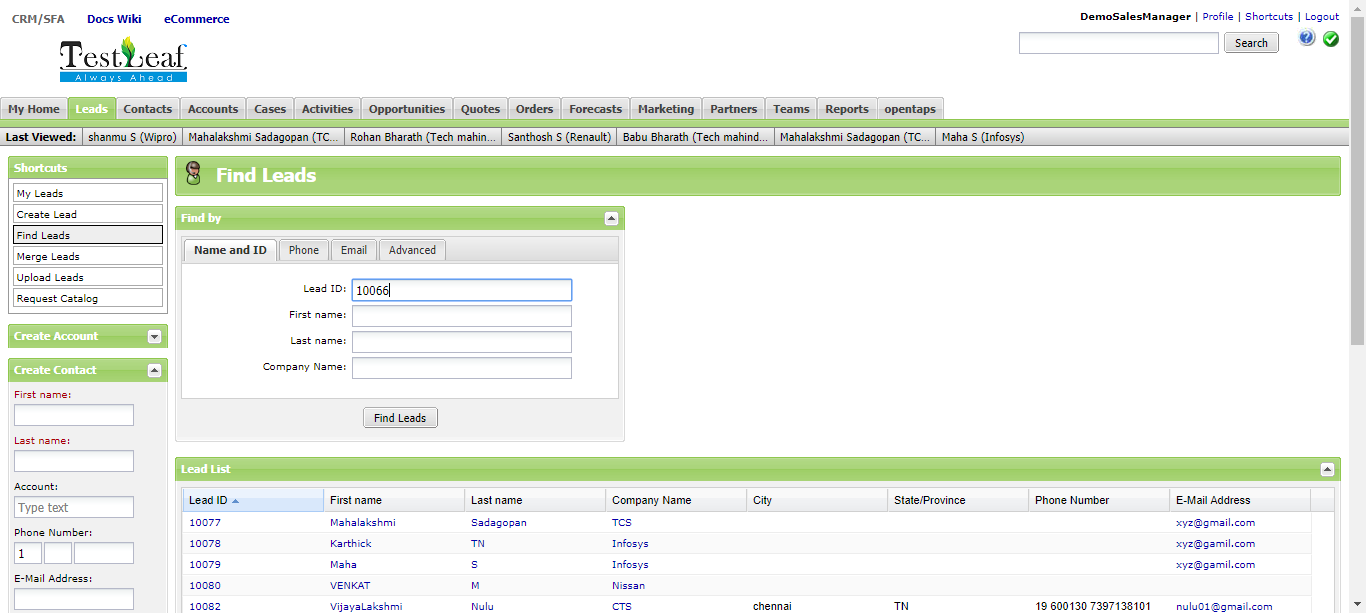 CRM/SFA Docs Wiki eCommerce
DemoSalesManager | Profile | Shortcuts | Logout
TestLeaf
Always Ahead
Search
?
My Home Leads Contacts Accounts Cases Activities Opportunities Quotes Orders Forecasts Marketing Partners Teams Reports opentaps
Last Viewed: shanmu S (Wipro) Mahalakshmi Sadagopan (TC... Rohan Bharath (Tech mahin... Santhosh S (Renault) Babu Bharath (Tech mahind... Mahalakshmi Sadagopan (TC... Maha S (Infosys)
Shortcuts
My Leads
Create Lead
Find Leads
Merge Leads
Upload Leads
Request Catalog
Create Account
Create Contact
First name:
Last name:
Account:
Type text
Phone Number:
1
E-Mail Address:
Find Leads
Find by
Name and ID Phone Email Advanced
Lead ID: 10066
First name:
Last name:
Company Name:
Find Leads
Lead List
Lead ID First name Last name Company Name City State/Province Phone Number E-Mail Address
10077 Mahalakshmi Sadagopan TCS xyz@gmail.com
10078 Karthick TN Infosys xyz@gamil.com
10079 Maha S Infosys xyz@gamil.com
10080 VENKAT M Nissan
10082 VijayaLakshmi Nulu CTS chennai TN 19 600130 7397138101 nulu01@gmail.com